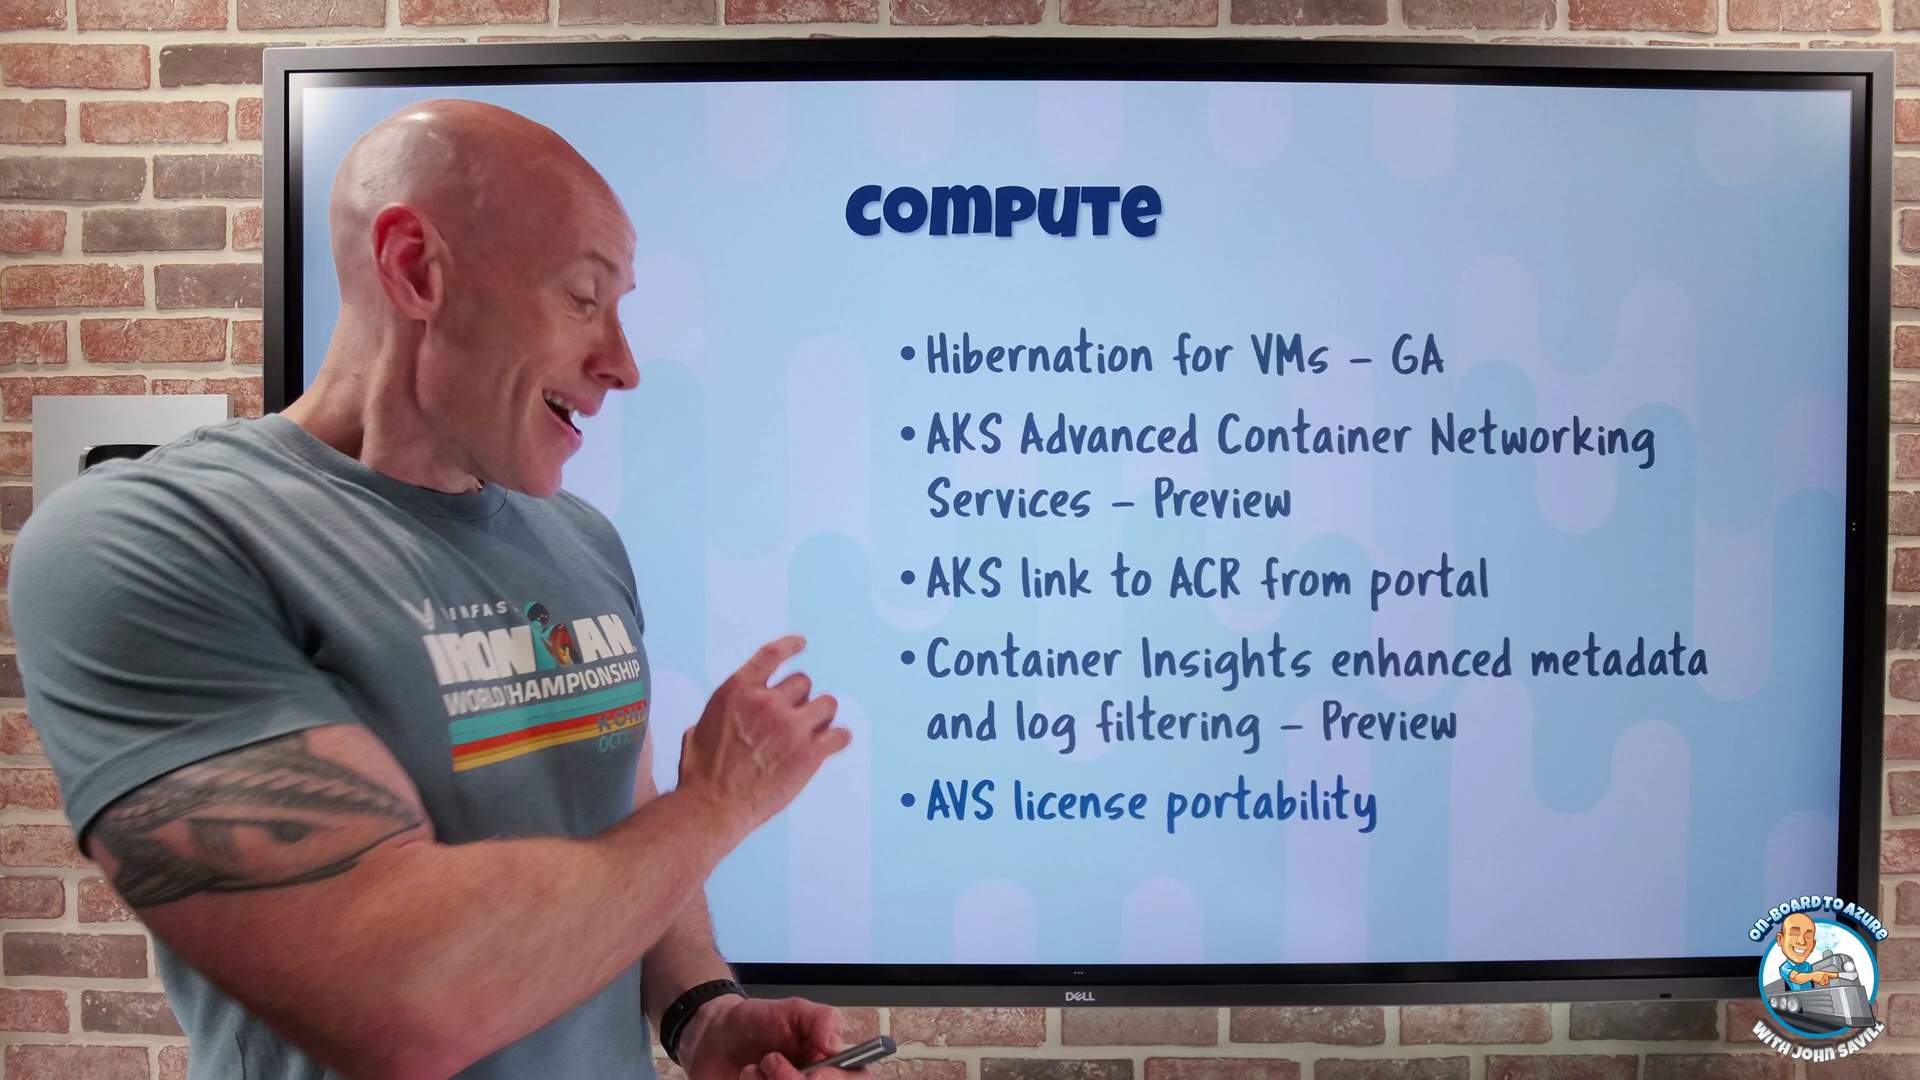 COMPUTE
• Hibernation for VMs – GA
• AKS Advanced Container Networking
Services – Preview
• AKS link to ACR from portal
• Container Insights enhanced metadata
and log filtering – Preview
• AVS license portability
IRONMAN
WORLD CHAMPIONSHIP
KONA
OCT
DELL
ON-BOARD TO AZURE
WITH JOHN SAVILL